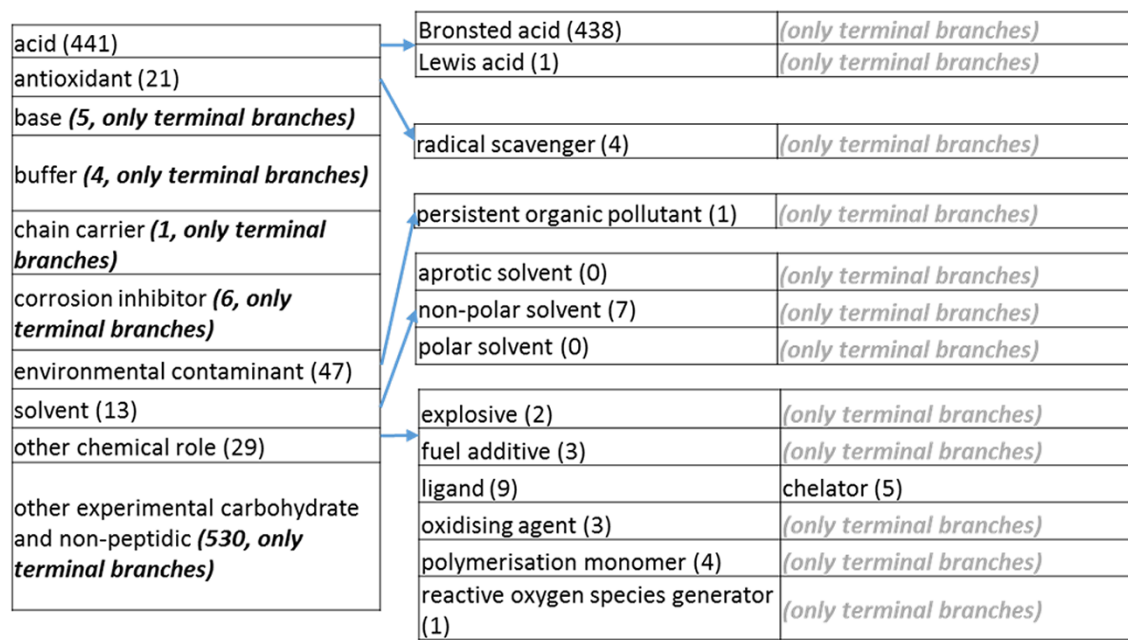 acid (441)
antioxidant (21)
base (5, only terminal branches)
buffer (4, only terminal branches)
chain carrier (1, only terminal
branches)
corrosion inhibitor (6, only
terminal branches)
environmental contaminant (47)
solvent (13)
other chemical role (29)
other experimental carbohydrate
and non-peptidic (530, only
terminal branches)
Bronsted acid (438) (only terminal branches)
Lewis acid (1) (only terminal branches)
radical scavenger (4) (only terminal branches)
persistent organic pollutant (1) (only terminal branches)
aprotic solvent (0) (only terminal branches)
non-polar solvent (7) (only terminal branches)
polar solvent (0) (only terminal branches)
explosive (2) (only terminal branches)
fuel additive (3) (only terminal branches)
ligand (9) chelator (5)
oxidising agent (3) (only terminal branches)
polymerisation monomer (4) (only terminal branches)
reactive oxygen species generator
(1) (only terminal branches)